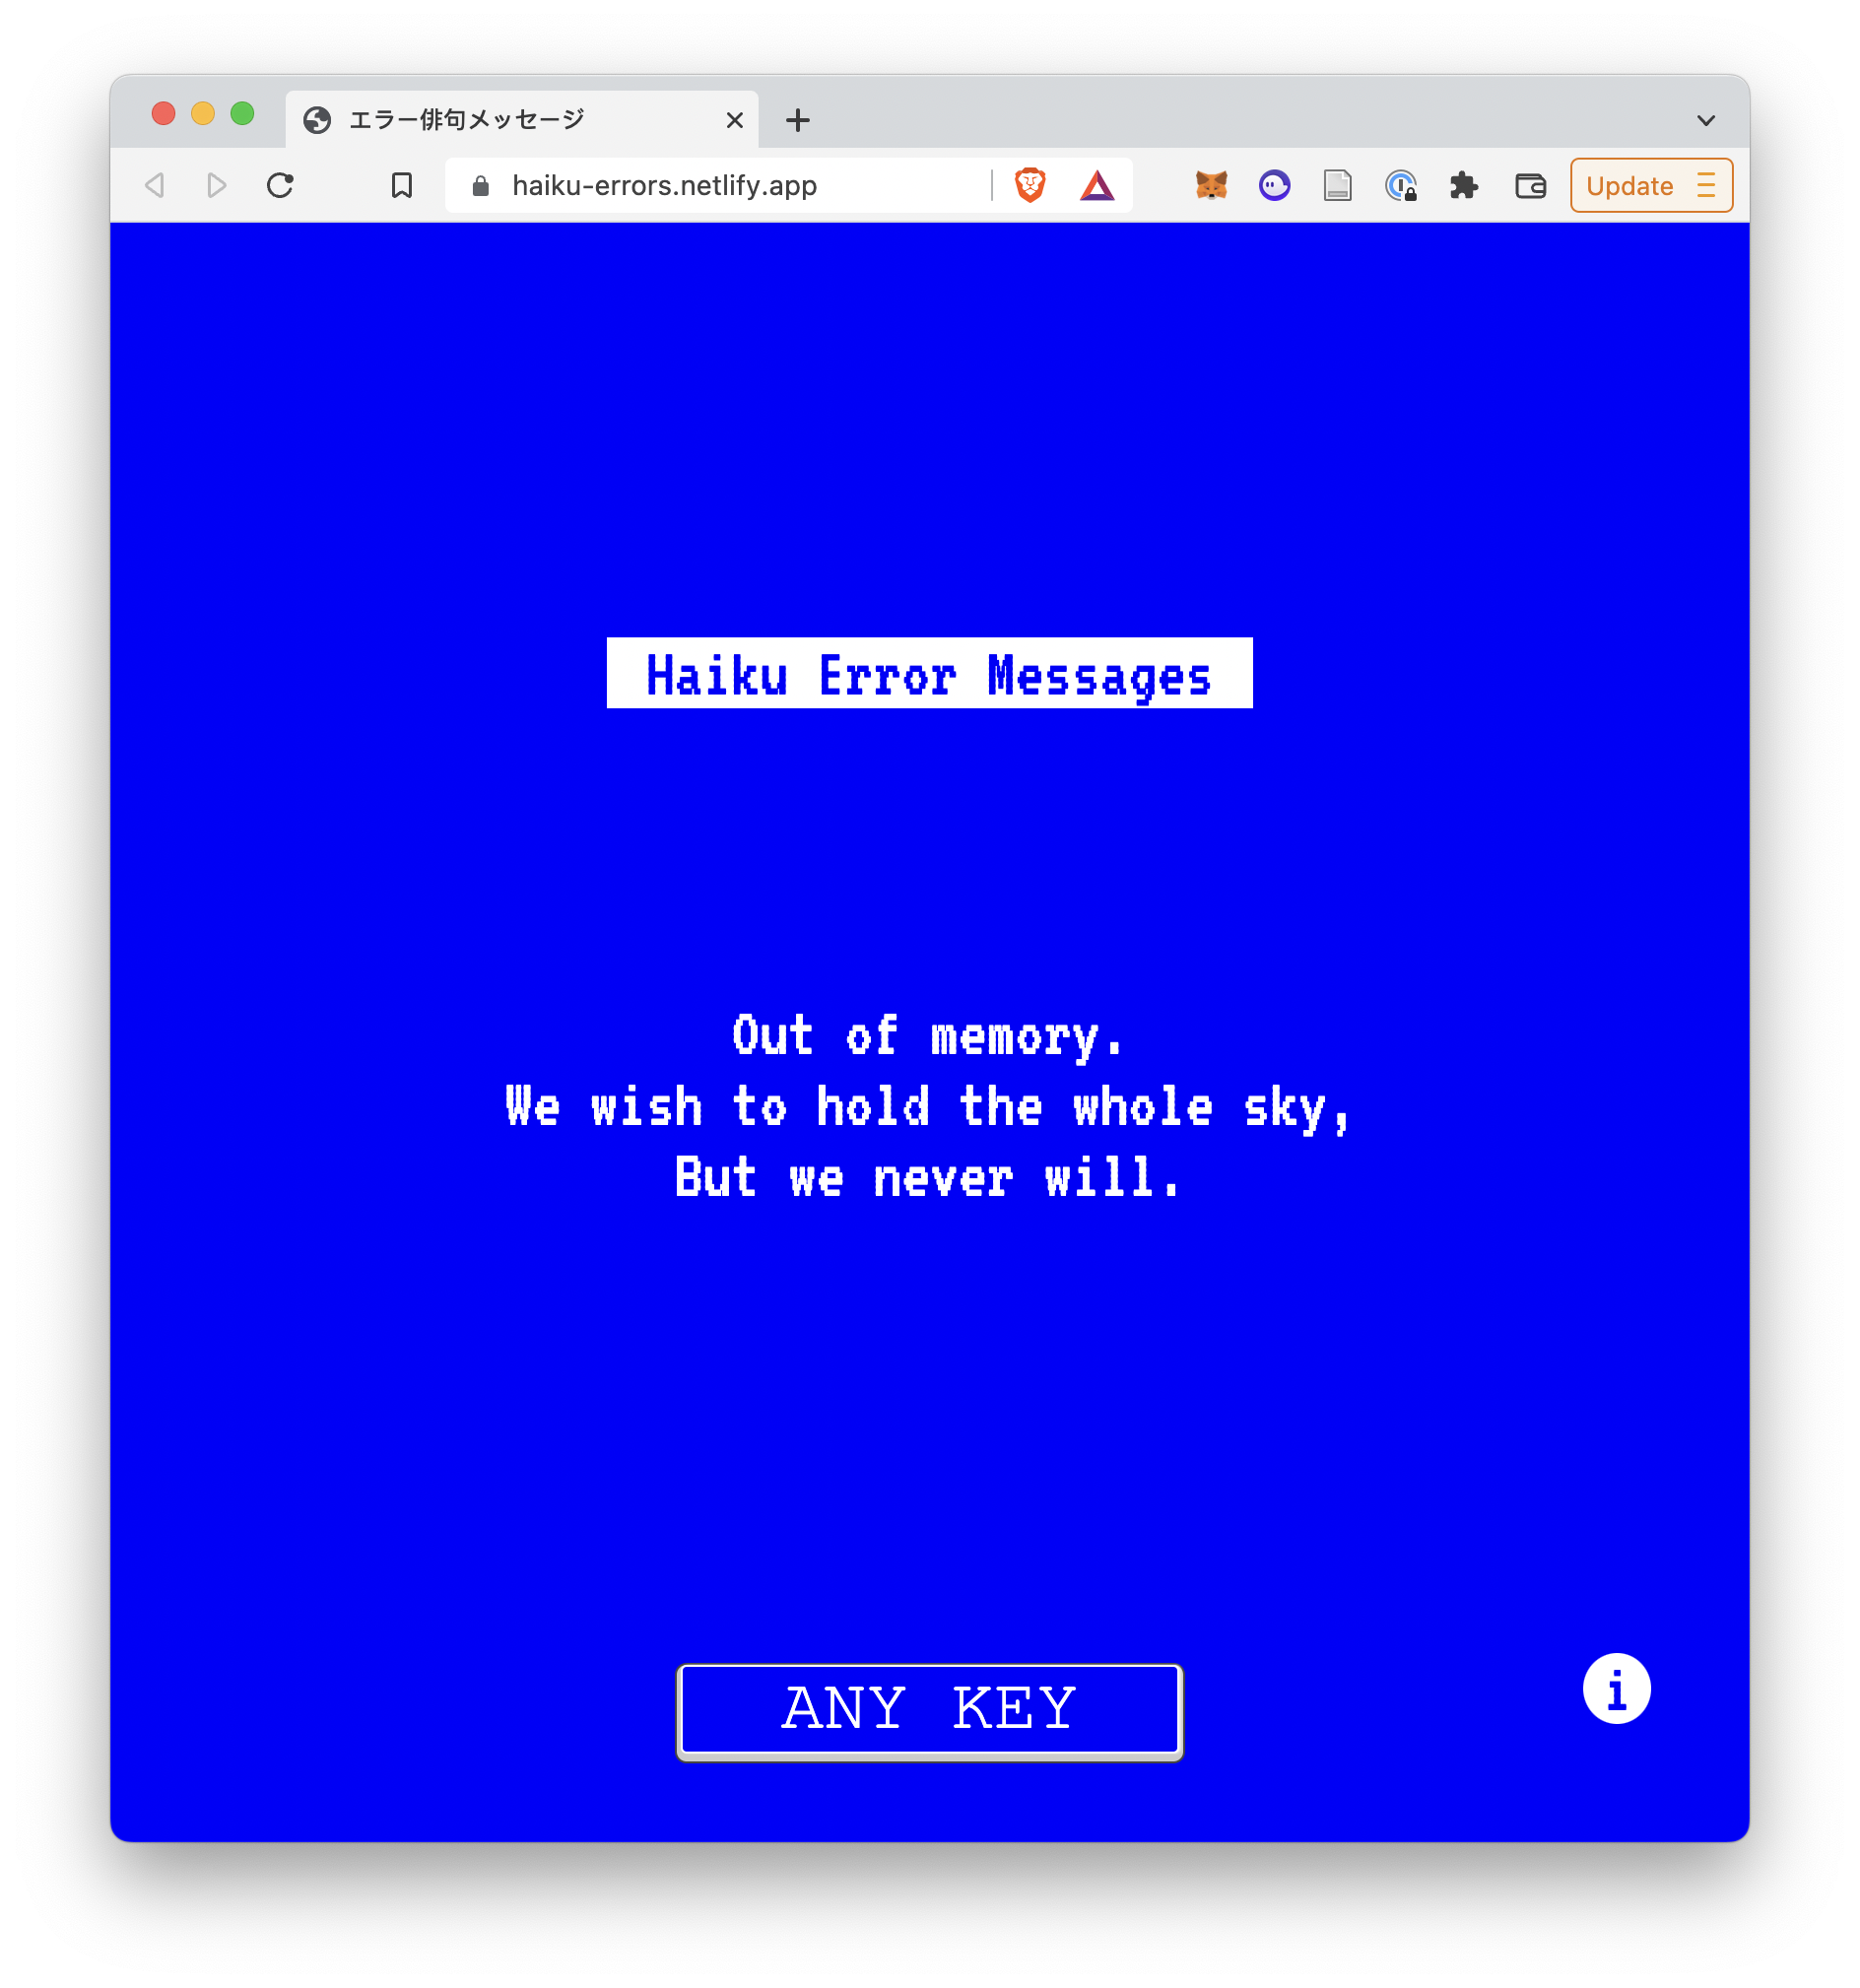 エラー俳句メッセージ
haiku-errors.netlify.app
Update
Haiku Error Messages
Out of memory.
We wish to hold the whole sky,
But we never will.
ANY KEY
i